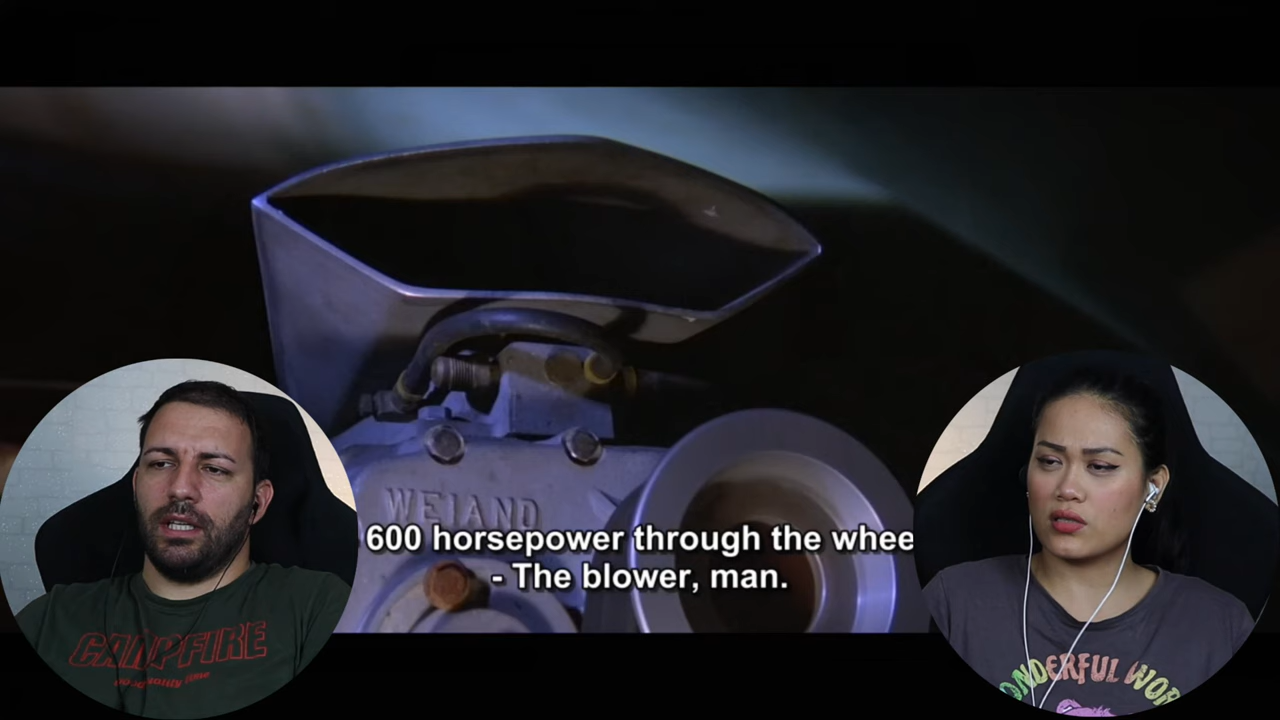 WEIAND
600 horsepower through the whee
- The blower, man.
CAMPFIRE
ONDERFUL WOR